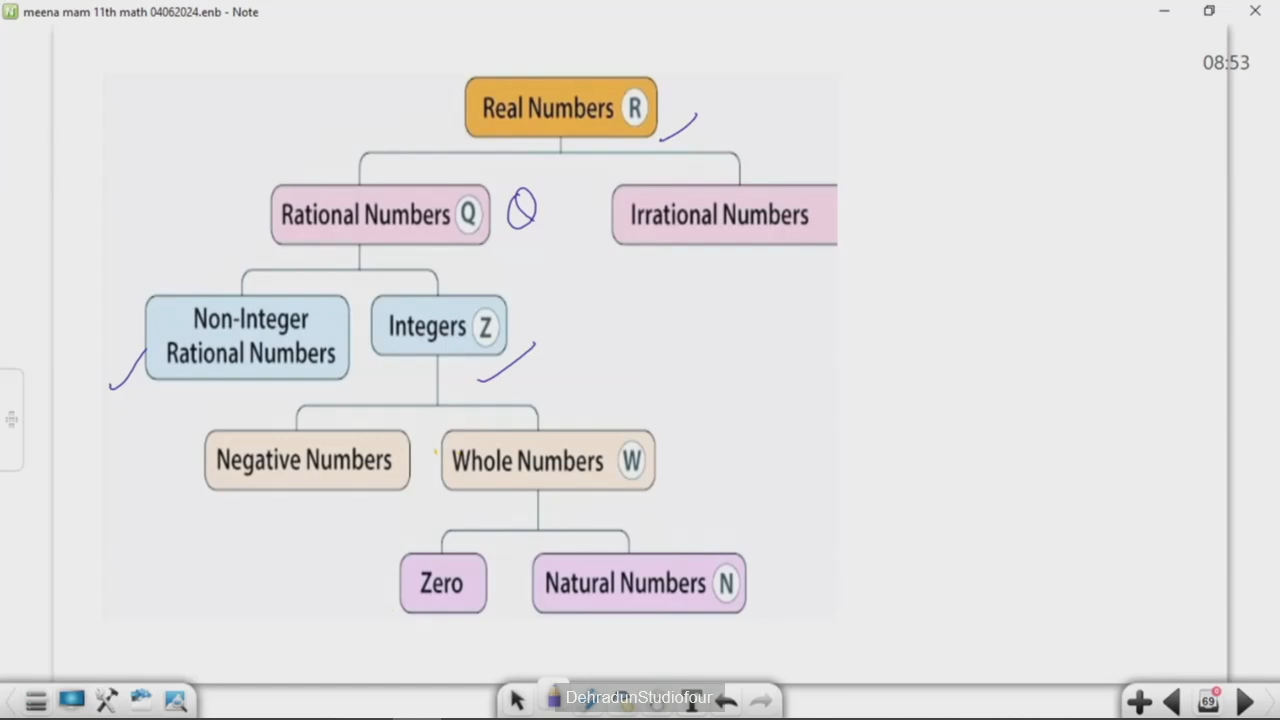 meena mam 11th math 04062024.enb - Note
08:53
Real Numbers R
Rational Numbers Q
Q
Irrational Numbers
Non-Integer
Rational Numbers
Integers Z
Negative Numbers
Whole Numbers W
Zero
Natural Numbers N
DehradunStudiofour
69